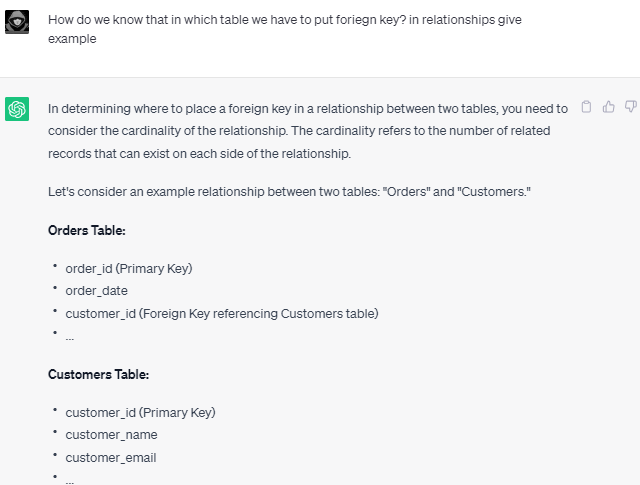 How do we know that in which table we have to put foriegn key? in relationships give
example
In determining where to place a foreign key in a relationship between two tables, you need to
consider the cardinality of the relationship. The cardinality refers to the number of related
records that can exist on each side of the relationship.
Let's consider an example relationship between two tables: "Orders" and "Customers."
Orders Table:
• order_id (Primary Key)
• order_date
• customer_id (Foreign Key referencing Customers table)
• ...
Customers Table:
• customer_id (Primary Key)
• customer_name
• customer_email
• ...